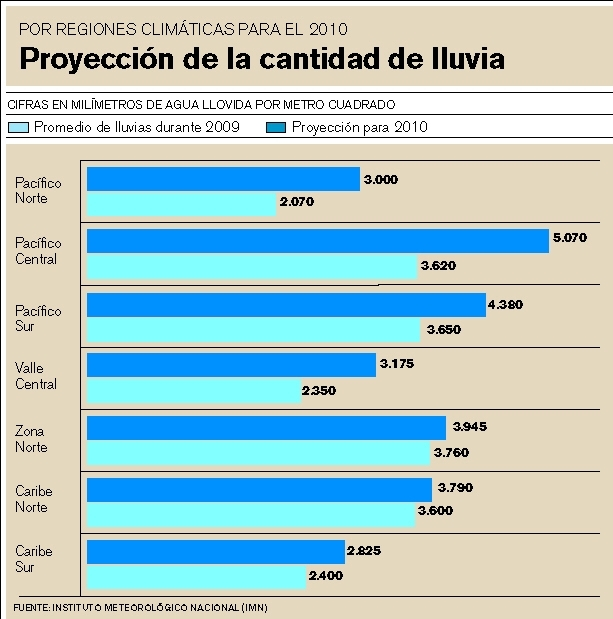 POR REGIONES CLIMÁTICAS PARA EL 2010
Proyección de la cantidad de lluvia
CIFRAS EN MILÍMETROS DE AGUA LLOVIDA POR METRO CUADRADO
Promedio de lluvias durante 2009 Proyección para 2010
Pacífico
Norte
3.000
2.070
Pacífico
Central
5.070
3.620
Pacífico
Sur
4.380
3.650
Valle
Central
3.175
2.350
Zona
Norte
3.945
3.760
Caribe
Norte
3.790
3.600
Caribe
Sur
2.825
2.400
FUENTE: INSTITUTO METEOROLÓGICO NACIONAL (IMN)